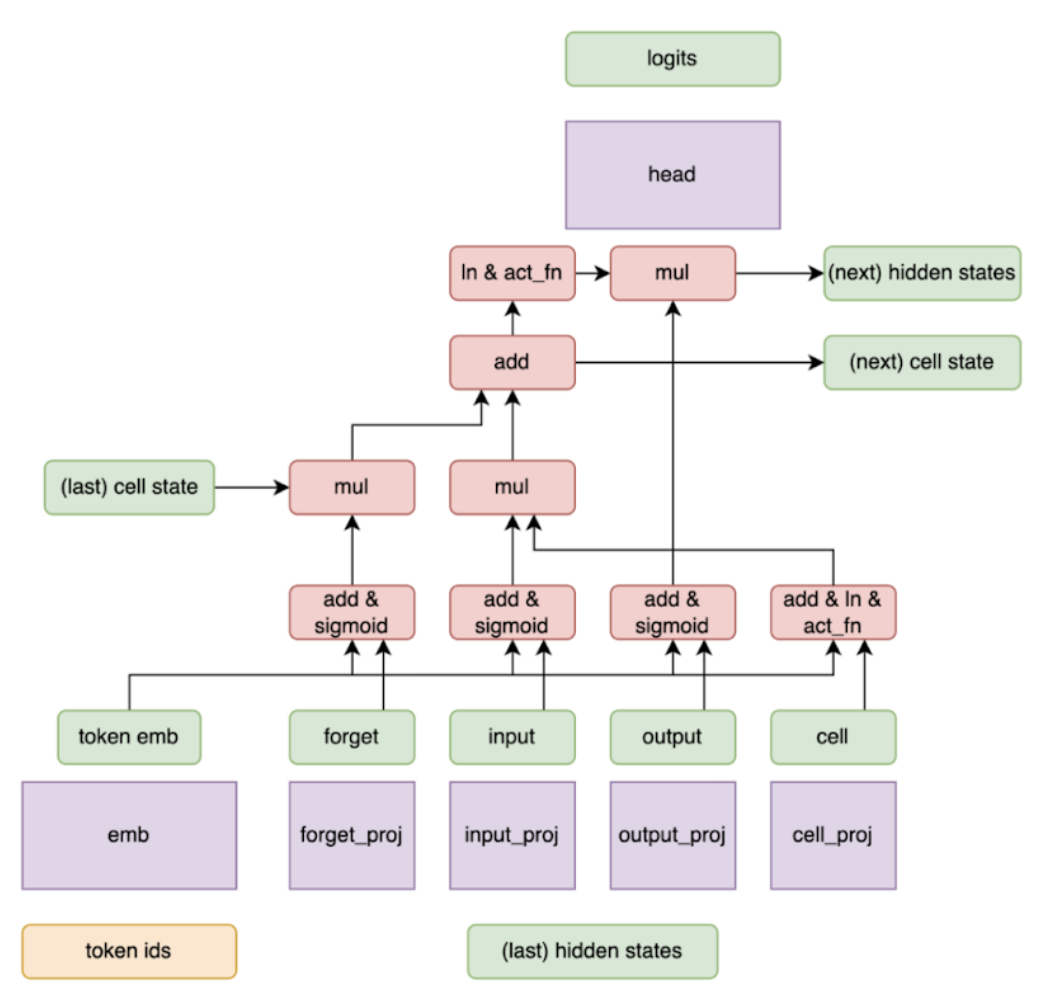 logits
head
ln & act_fn
mul
(next) hidden states
add
(next) cell state
(last) cell state
mul
mul
add &
sigmoid
add &
sigmoid
add &
sigmoid
add & ln &
act_fn
token emb
forget
input
output
cell
emb
forget_proj
input_proj
output_proj
cell_proj
token ids
(last) hidden states